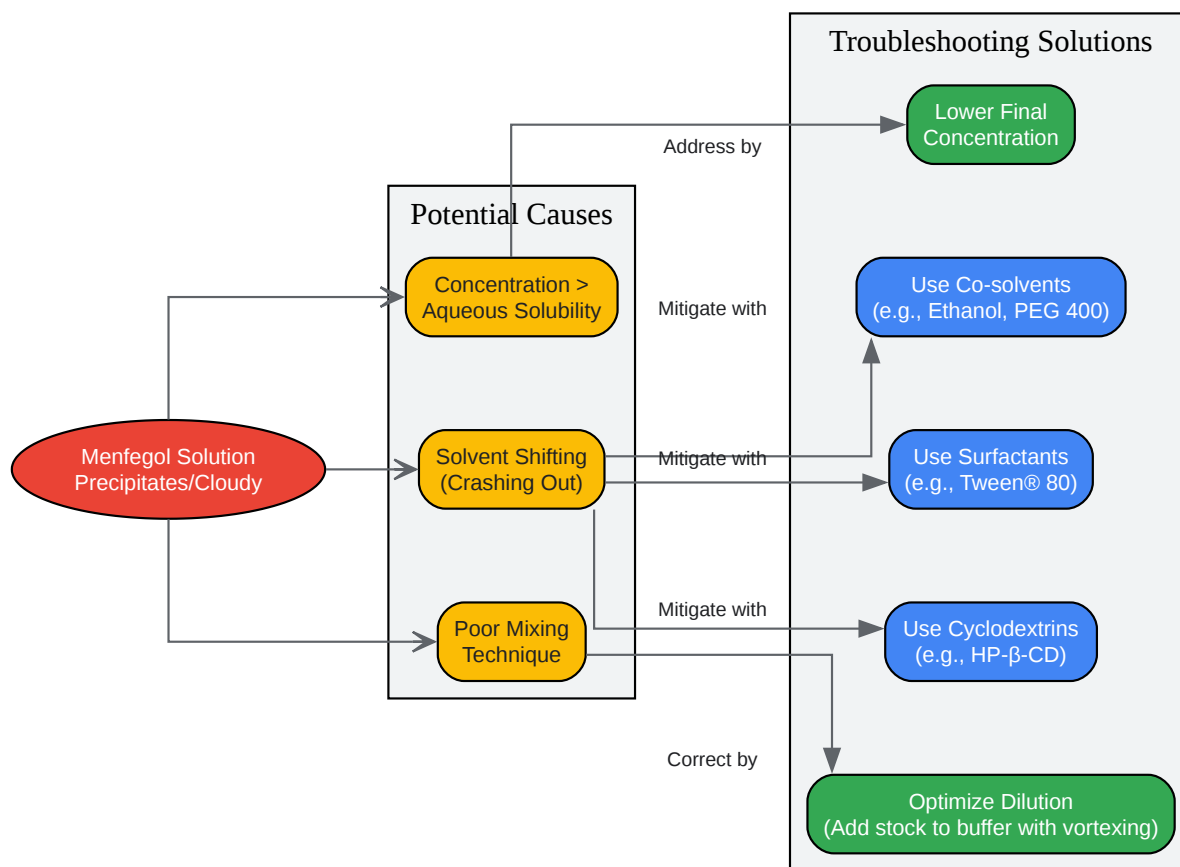 Troubleshooting Solutions
Lower Final
Concentration
Address by
Potential Causes
Concentration >
Aqueous Solubility
Mitigate with
Use Co-solvents
(e.g., Ethanol, PEG 400)
Menfegol Solution
Precipitates/Cloudy
Solvent Shifting
(Crashing Out)
Mitigate with
Use Surfactants
(e.g., Tween® 80)
Poor Mixing
Technique
Mitigate with
Use Cyclodextrins
(e.g., HP-β-CD)
Correct by
Optimize Dilution
(Add stock to buffer with vortexing)